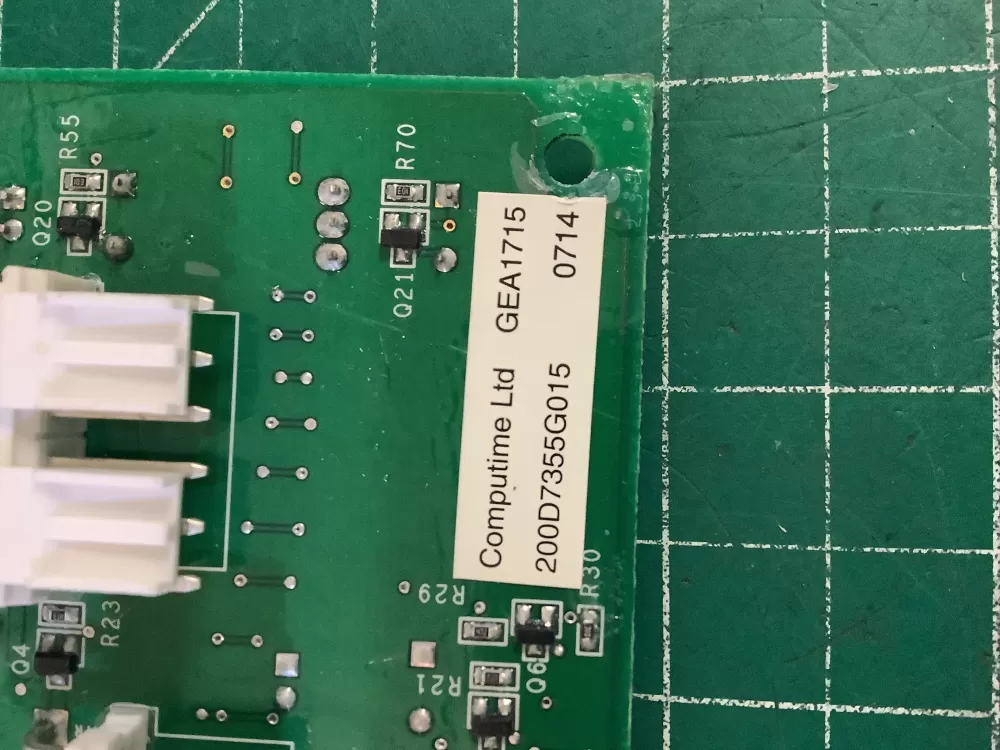 Computime Ltd GEA1715
200D7355G015 0714
R55
Q20
R70
Q21
R29
R30
R23
Q4
R21
Q6